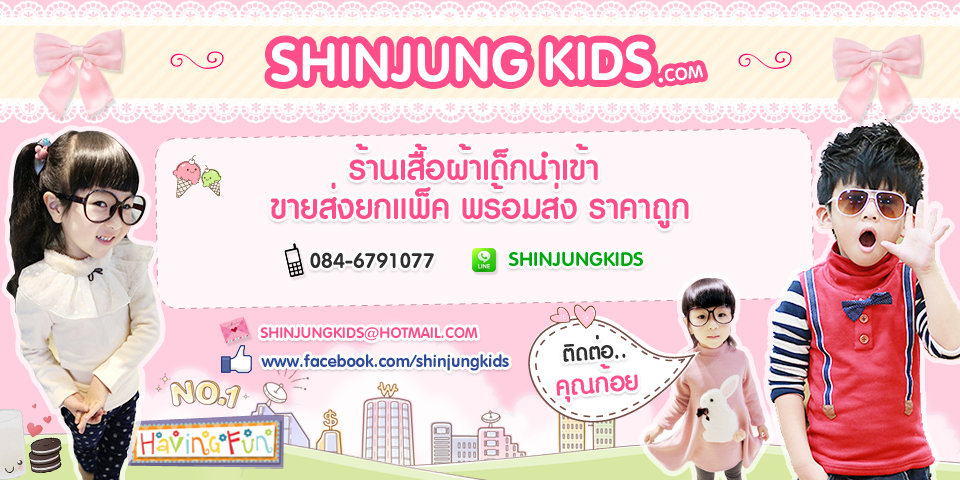 SHINJUNG KIDS.COM
ร้านเสื้อผ้าเด็กนำเข้า
ขายส่งยกแพ็ค พร้อมส่ง ราคาถูก
084-6791077
LINE SHINJUNGKIDS
SHINJUNGKIDS@HOTMAIL.COM
www.facebook.com/shinjungkids
ติดต่อ..
คุณก้อย
NO.1
Having Fun